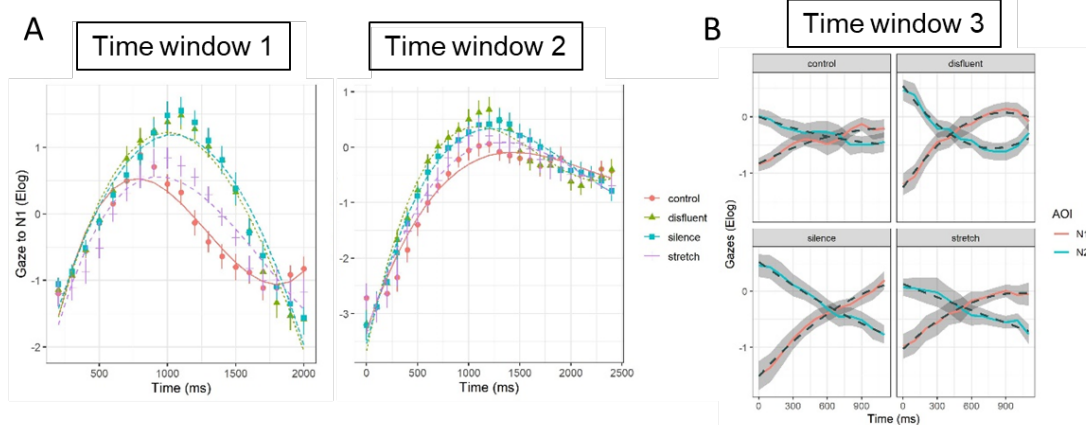 A
Time window 1
Time window 2
B
Time window 3
Gaze to N1 (Elog)
1
0
-1
-2
500
1000
1500
2000
Time (ms)
1
0
-1
-2
-3
0
500
1000
1500
2000
2500
Time (ms)
control
disfluent
silence
stretch
control
disfluent
silence
stretch
Gazes (Elog)
0
-1
0
-1
0
300
600
900
0
300
600
900
Time (ms)
AOI
N1
N2